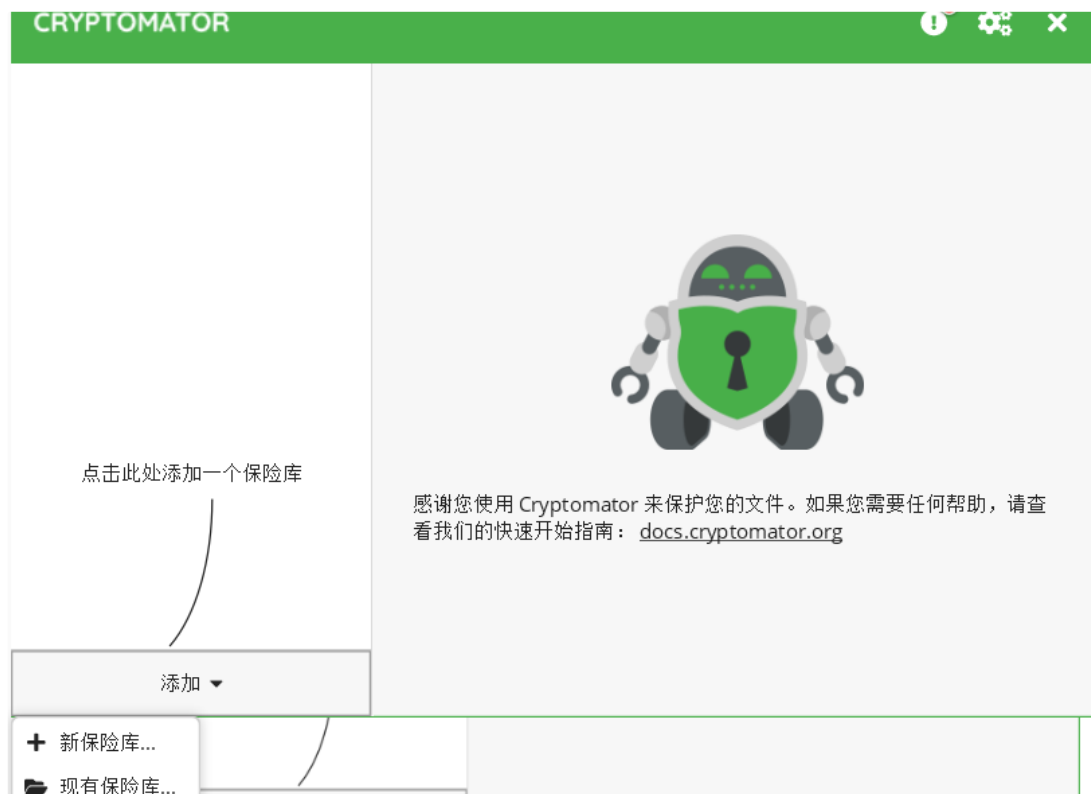 CRYPTOMATOR
点击此处添加一个保险库
感谢您使用 Cryptomator 来保护您的文件。如果您需要任何帮助，请查
看我们的快速开始指南： docs.cryptomator.org
添加
新保险库...
现有保险库...